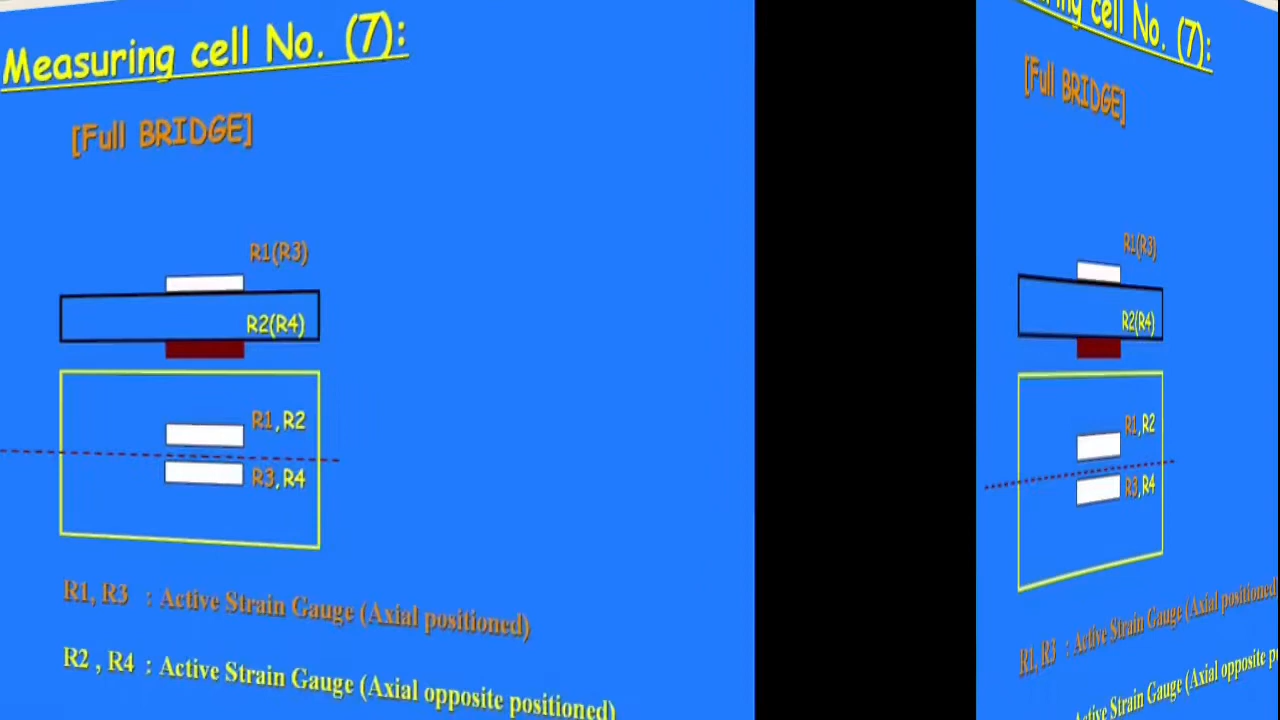 Measuring cell No. (7):
[Full BRIDGE]
R1(R3)
R2(R4)
R1,R2
R3,R4
R1, R3 : Active Strain Gauge (Axial positioned)
R2 , R4 : Active Strain Gauge (Axial opposite positioned)
ing cell No. (7):
[Full BRIDGE]
R1(R3)
R2(R4)
R1,R2
R3,R4
R1, R3 : Active Strain Gauge (Axial positioned)
: Active Strain Gauge (Axial opposite